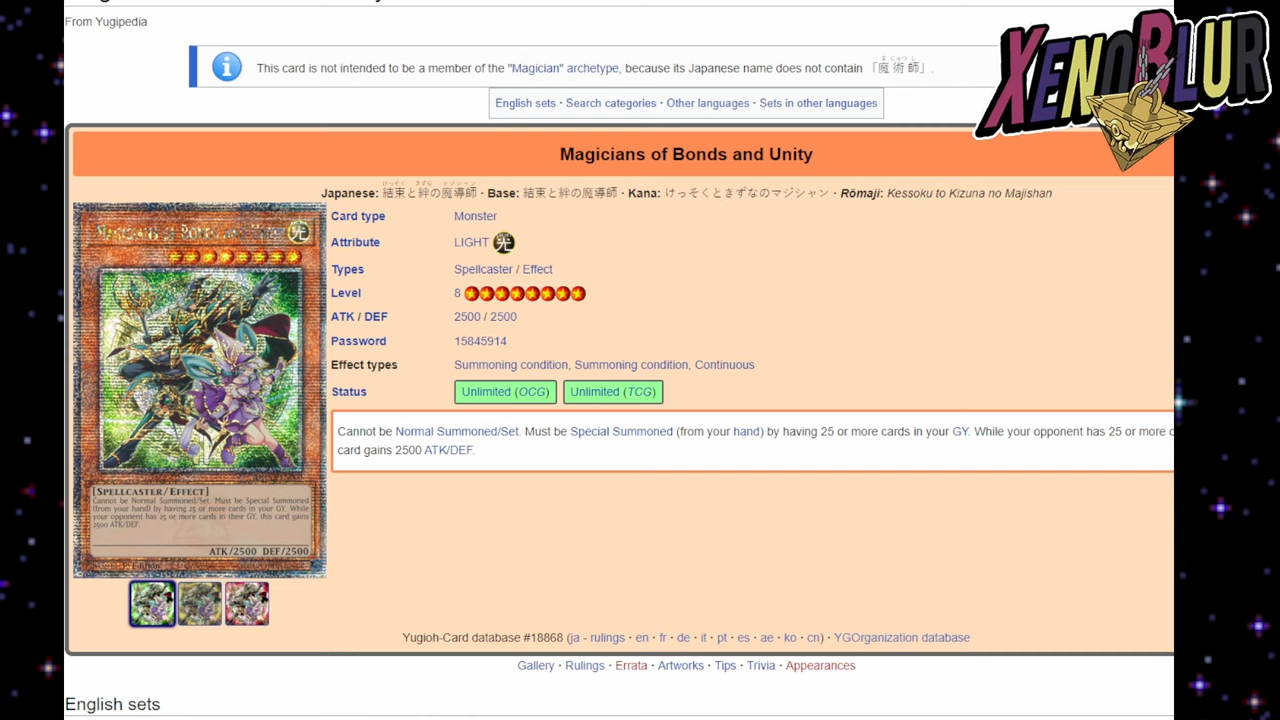 From Yugipedia
XENOBLUR
This card is not intended to be a member of the "Magician" archetype, because its Japanese name does not contain 「魔術師」.
English sets · Search categories · Other languages · Sets in other languages
Magicians of Bonds and Unity
Japanese: 結束と絆の魔導師 · Base: 結束と絆の魔導師 · Kana: けっそくときずなのマジシャン · Rōmaji: Kessoku to Kizuna no Majishan
Magicians of Bonds and Unity
光
Card type Monster
Attribute LIGHT 光
Types Spellcaster / Effect
Level 8
ATK / DEF 2500 / 2500
Password 15845914
Effect types Summoning condition, Summoning condition, Continuous
Status Unlimited (OCG) Unlimited (TCG)
Cannot be Normal Summoned/Set. Must be Special Summoned (from your hand) by having 25 or more cards in your GY. While your opponent has 25 or more c
card gains 2500 ATK/DEF.
[SPELLCASTER/EFFECT]
Cannot be Normal Summoned/Set. Must be Special Summoned
(from your hand) by having 25 or more cards in your GY. While
your opponent has 25 or more cards in their GY, this card gains
2500 ATK/DEF.
ATK/2500 DEF/2500
Yugioh-Card database #18868 (ja - rulings · en · fr · de · it · pt · es · ae · ko · cn) · YGOrganization database
Gallery · Rulings · Errata · Artworks · Tips · Trivia · Appearances
English sets